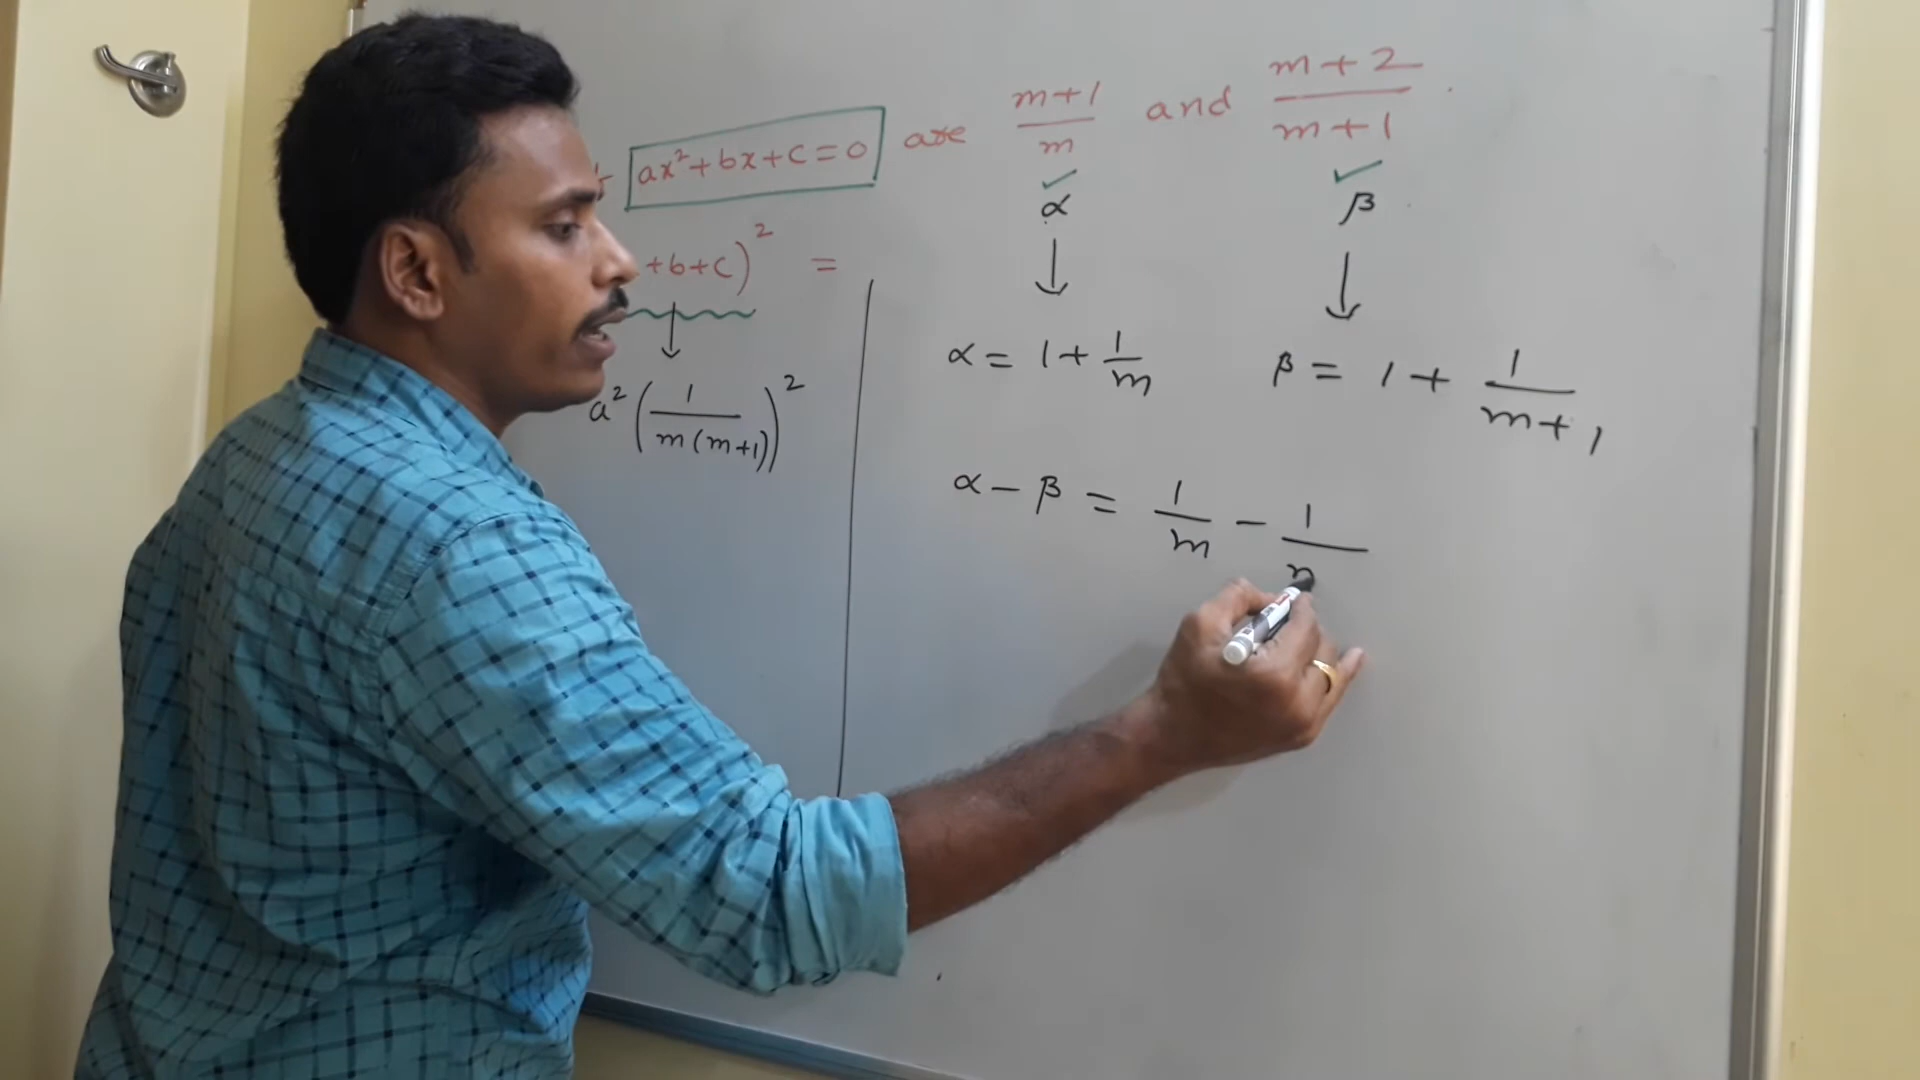 ax²+bx+c=0 are (m+1)/m and (m+2)/(m+1).
α β
+b+c)² =
α = 1 + 1/m β = 1 + 1/(m+1)
a²(1/(m(m+1)))²
α − β = 1/m − 1/